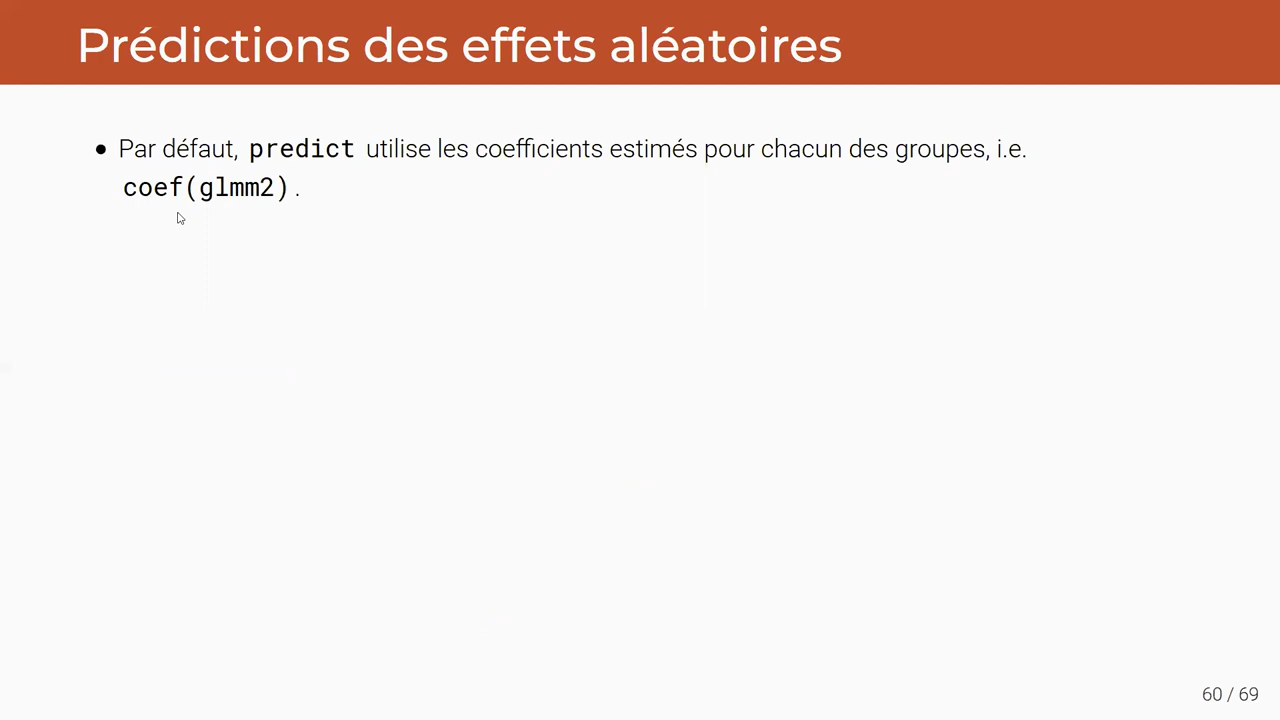 Prédictions des effets aléatoires
• Par défaut, predict utilise les coefficients estimés pour chacun des groupes, i.e.
coef(glmm2).
60 / 69